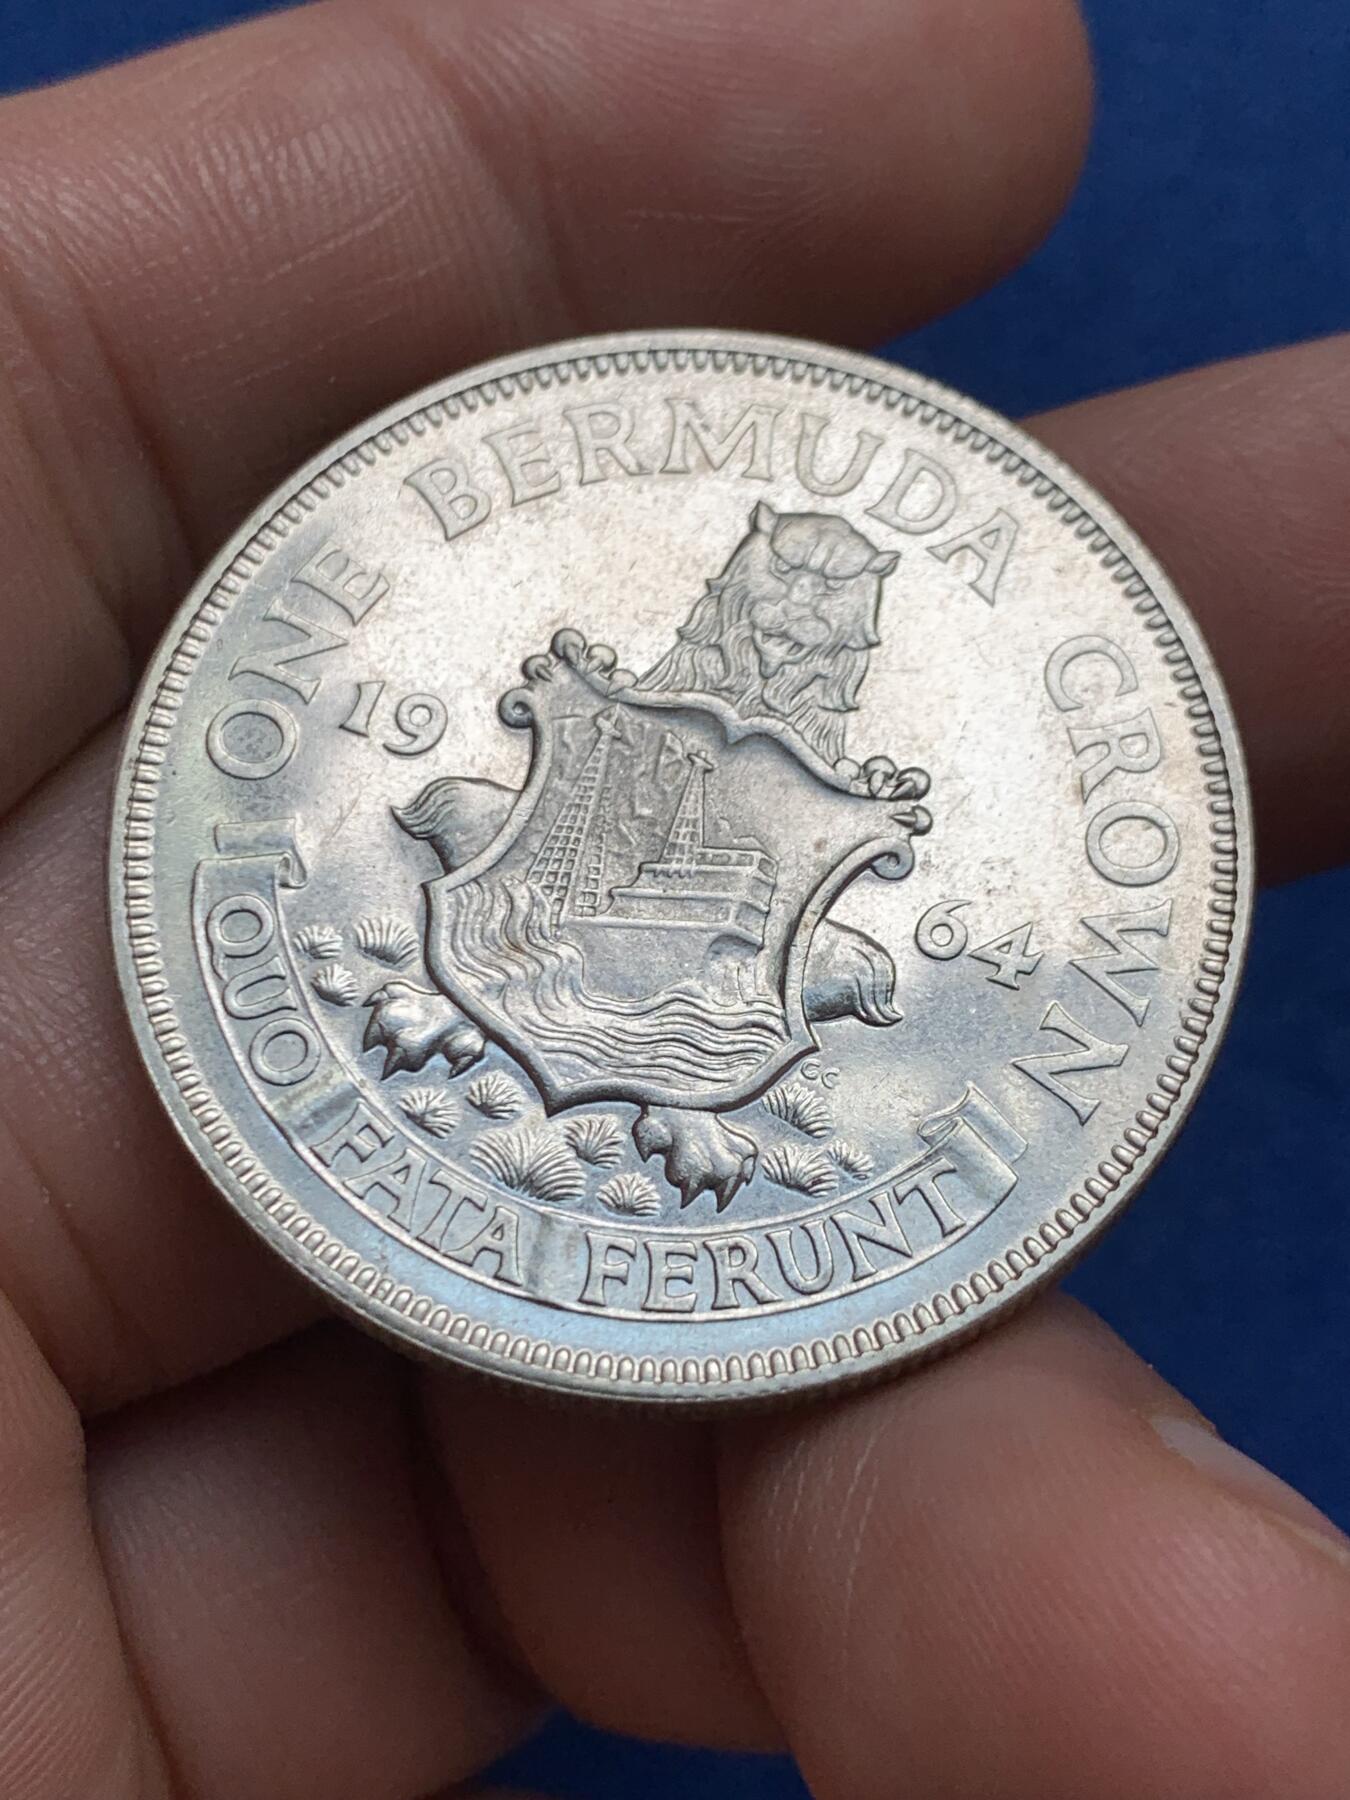 ONE BERMUDA CROWN
19 64
GC
QUO FATA FERUNT